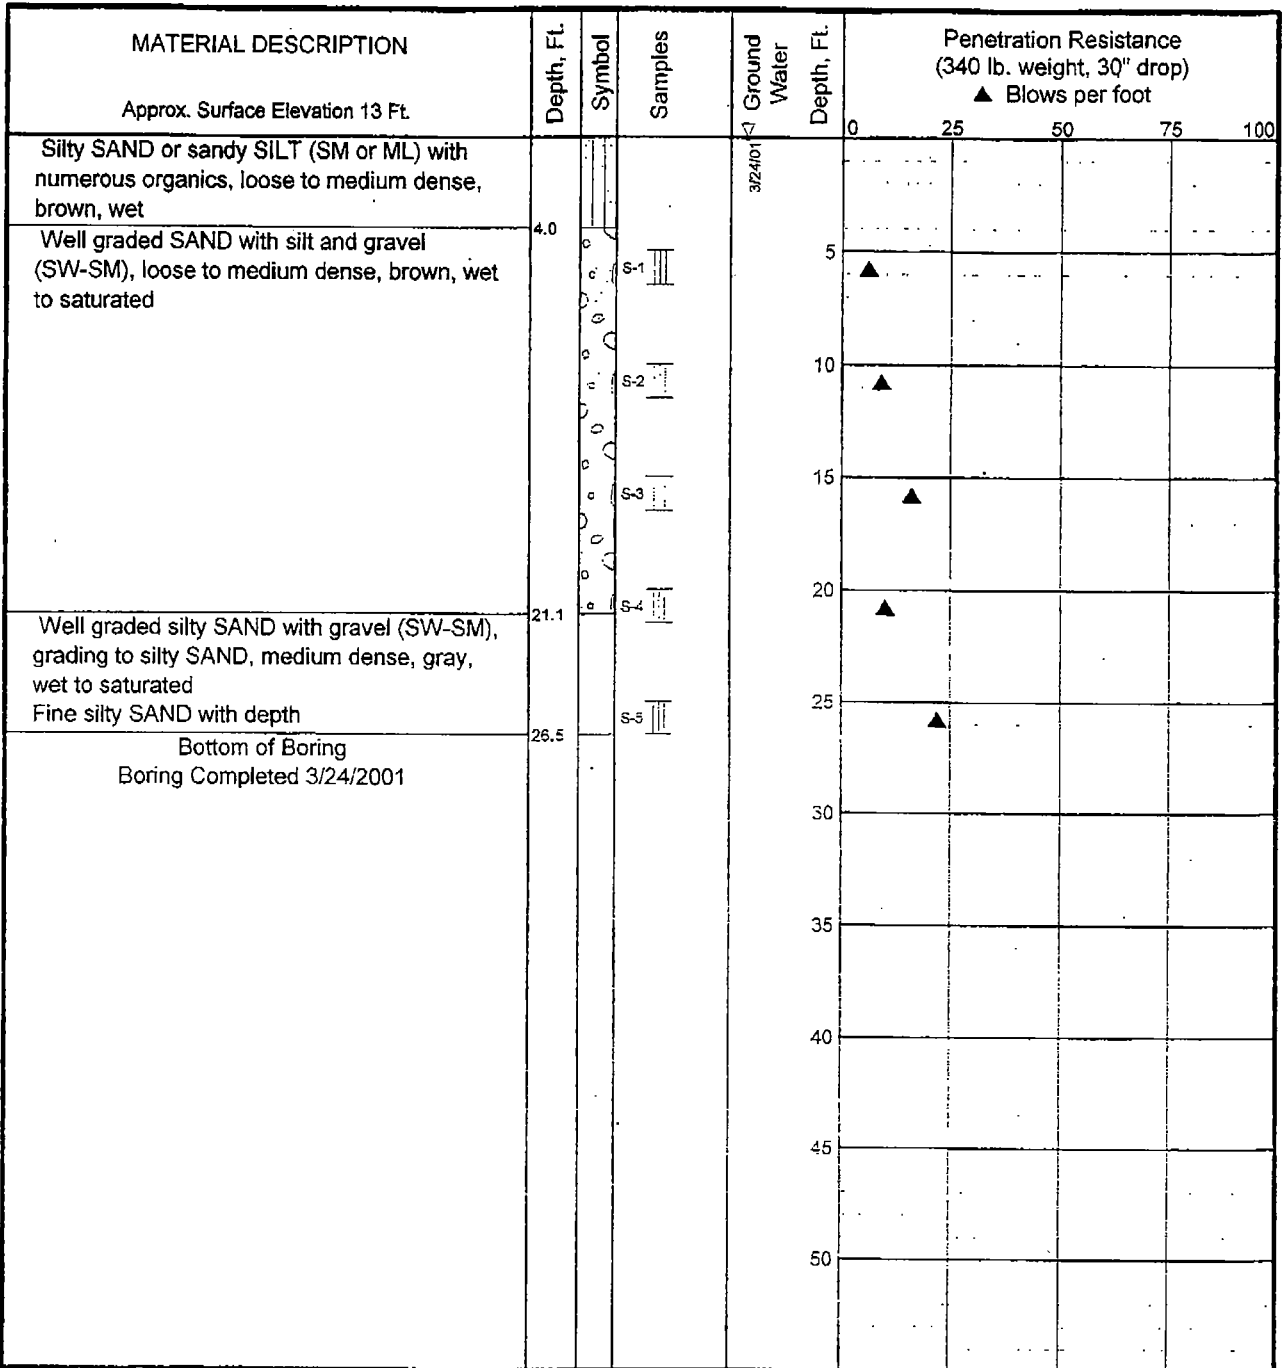 MATERIAL DESCRIPTION
Approx. Surface Elevation 13 Ft.
Depth, Ft.
Symbol
Samples
Ground
Water
Depth, Ft.
Penetration Resistance
(340 lb. weight, 30" drop)
▲ Blows per foot
0 25 50 75 100
Silty SAND or sandy SILT (SM or ML) with
numerous organics, loose to medium dense,
brown, wet
3/24/01
4.0
Well graded SAND with silt and gravel
(SW-SM), loose to medium dense, brown, wet
to saturated
S-1
5
S-2
10
S-3
15
S-4
20
21.1
Well graded silty SAND with gravel (SW-SM),
grading to silty SAND, medium dense, gray,
wet to saturated
Fine silty SAND with depth
S-5
25
26.5
Bottom of Boring
Boring Completed 3/24/2001
30
35
40
45
50